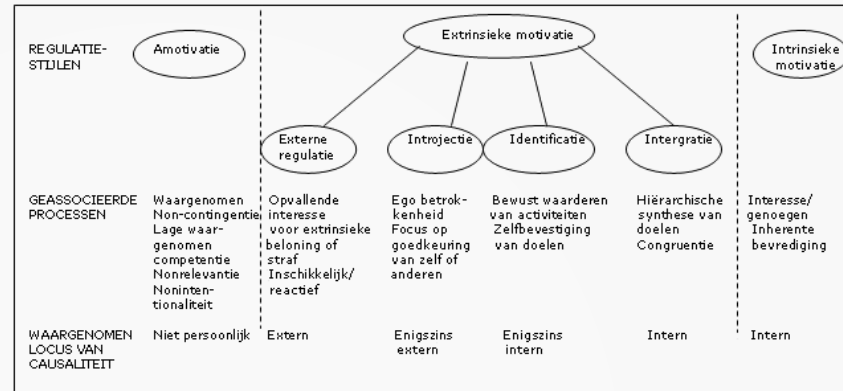 REGULATIE-
STIJLEN
Amotivatie
Extrinsieke motivatie
Intrinsieke
motivatie
Externe
regulatie
Introjectie
Identificatie
Intergratie
GEASSOCIEERDE
PROCESSEN
Waargenomen
Non-contingentie
Lage waar-
genomen
competentie
Nonrelevantie
Noninten-
tionaliteit
Opvallende
interesse
voor extrinsieke
beloning of
straf
Inschikkelijk/
reactief
Ego betrok-
kenheid
Focus op
goedkeuring
van zelf of
anderen
Bewust waarderen
van activiteiten
Zelfbevestiging
van doelen
Hiërarchische
synthese van
doelen
Congruentie
Interesse/
genoegen
Inherente
bevrediging
WAARGENOMEN
LOCUS VAN
CAUSALITEIT
Niet persoonlijk
Extern
Enigszins
extern
Enigszins
intern
Intern
Intern